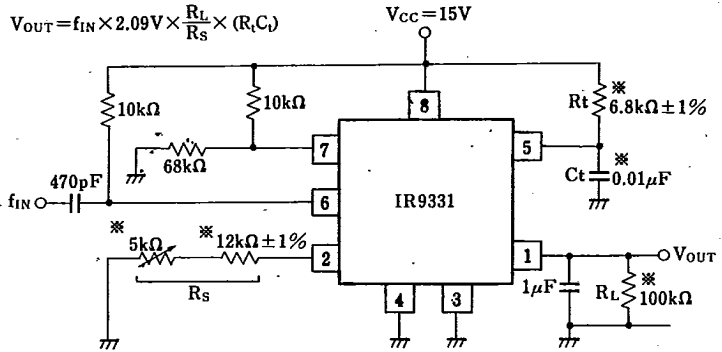 VOUT=fIN×2.09V×RL/RS×(RtCt)
VCC=15V
10kΩ
10kΩ
8
Rt
※
6.8kΩ±1%
7
5
68kΩ
Ct
※
0.01μF
470pF
fIN
6
IR9331
※
5kΩ
※
12kΩ±1%
2
1
VOUT
RS
1μF
RL
※
100kΩ
4
3